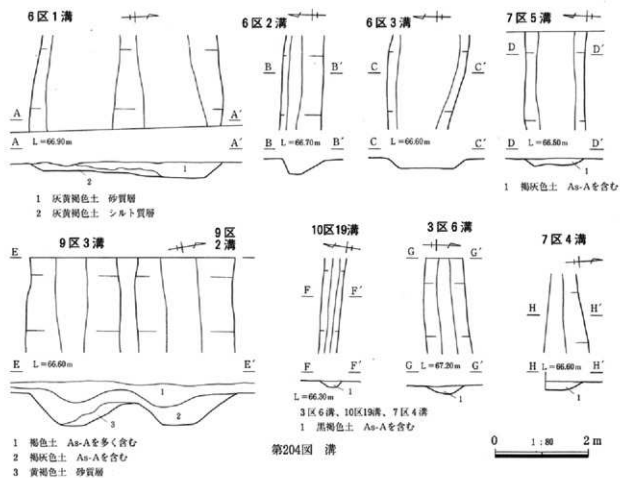 6区1溝
A A′
A L=66.90m A′
1
2
1 灰黄褐色土 砂質層
2 灰黄褐色土 シルト質層
6区2溝
B B′
B L=66.70m B′
6区3溝
C C′
C L=66.60m C′
7区5溝
D D′
D L=66.50m D′
1
1 褐灰色土 As-Aを含む
9区3溝
9区
2溝
E
E L=66.60m E′
1
2
3
1 褐色土 As-Aを多く含む
2 褐灰色土 As-Aを含む
3 黄褐色土 砂質層
10区19溝
F F′
F F′
L=66.30m 1
3区6溝
G G′
G L=67.20m G′
1
7区4溝
H H′
L=66.60m
H H′
1
3区6溝、10区19溝、7区4溝
1 黒褐色土 As-Aを含む
第204図 溝
0 1:80 2m